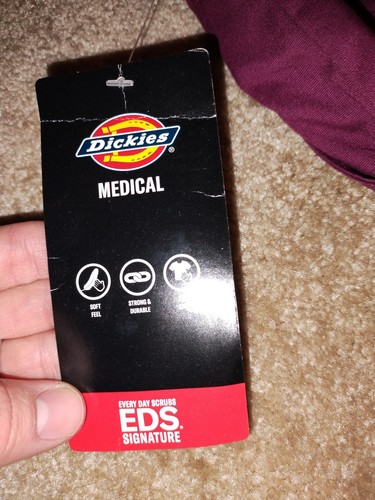 Dickies®
MEDICAL
SOFT
FEEL
STRONG &
DURABLE
EVERY DAY SCRUBS
EDS.
SIGNATURE